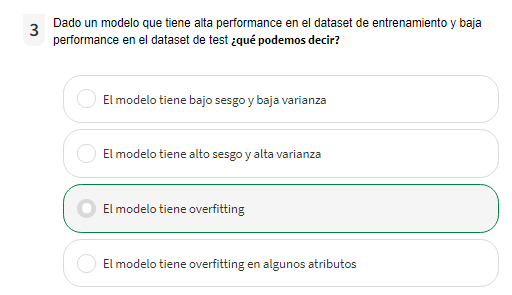 3
Dado un modelo que tiene alta performance en el dataset de entrenamiento y baja
performance en el dataset de test ¿qué podemos decir?
El modelo tiene bajo sesgo y baja varianza
El modelo tiene alto sesgo y alta varianza
El modelo tiene overfitting
El modelo tiene overfitting en algunos atributos